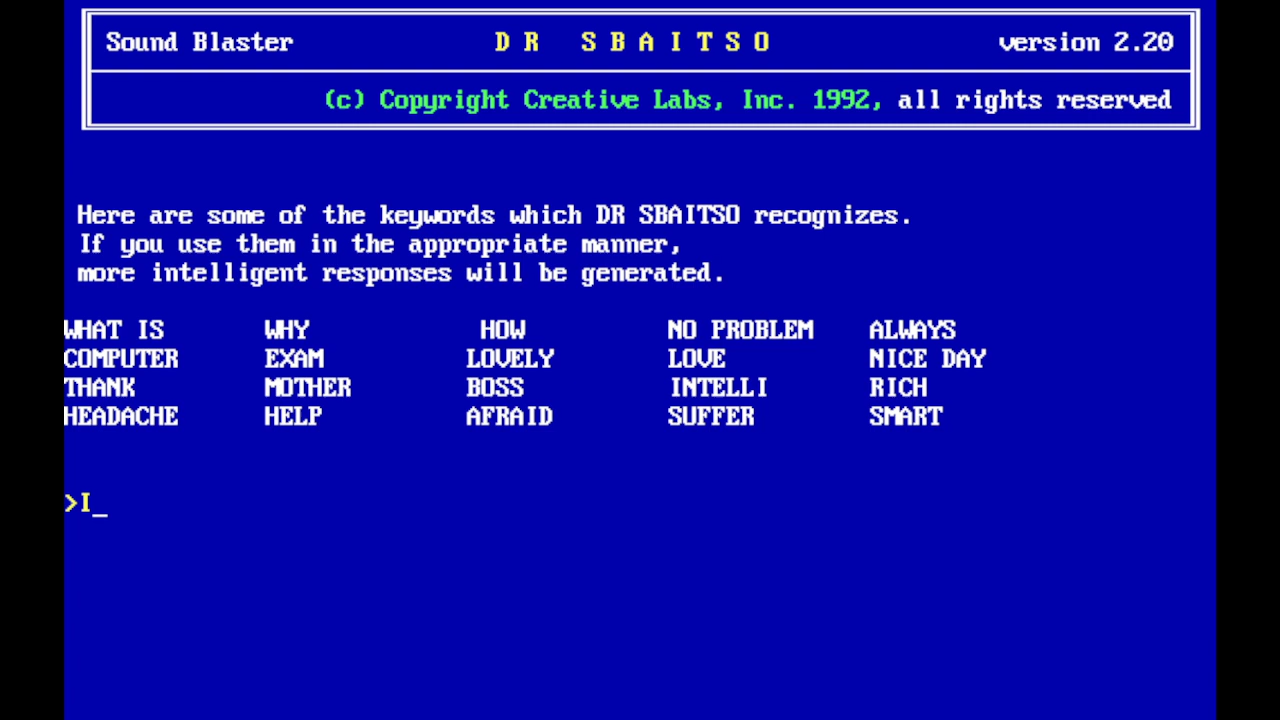 Sound Blaster D R S B A I T S O version 2.20
(c) Copyright Creative Labs, Inc. 1992, all rights reserved
Here are some of the keywords which DR SBAITSO recognizes.
If you use them in the appropriate manner,
more intelligent responses will be generated.
WHAT IS WHY HOW NO PROBLEM ALWAYS
COMPUTER EXAM LOVELY LOVE NICE DAY
THANK MOTHER BOSS INTELLI RICH
HEADACHE HELP AFRAID SUFFER SMART
>I_